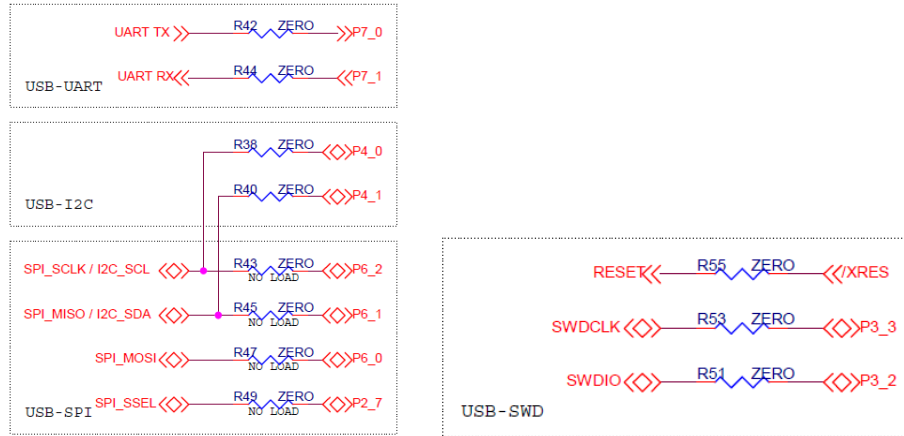 UART TX R42 ZERO P7_0
UART RX R44 ZERO P7_1
USB-UART
R38 ZERO P4_0
R40 ZERO P4_1
USB-I2C
SPI_SCLK / I2C_SCL R43 ZERO P6_2
NO LOAD
SPI_MISO / I2C_SDA R45 ZERO P6_1
NO LOAD
SPI_MOSI R47 ZERO P6_0
NO LOAD
SPI_SSEL R49 ZERO P2_7
NO LOAD
USB-SPI
RESET R55 ZERO /XRES
SWDCLK R53 ZERO P3_3
SWDIO R51 ZERO P3_2
USB-SWD